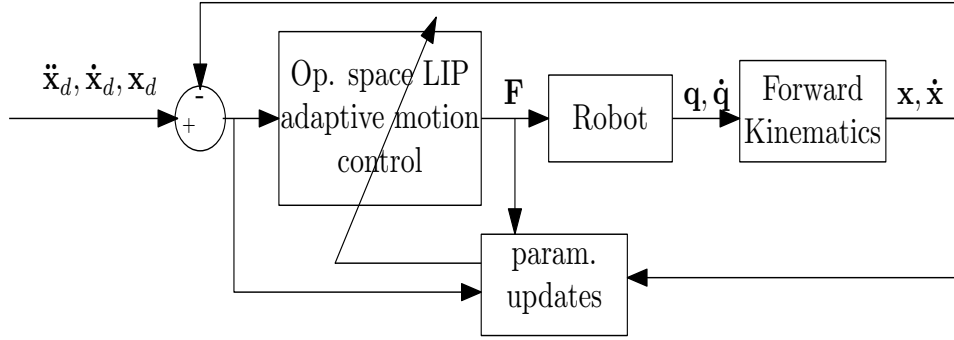 ẍ_d, ẋ_d, x_d
-
+
Op. space LIP
adaptive motion
control
F
Robot
q, q̇
Forward
Kinematics
x, ẋ
param.
updates